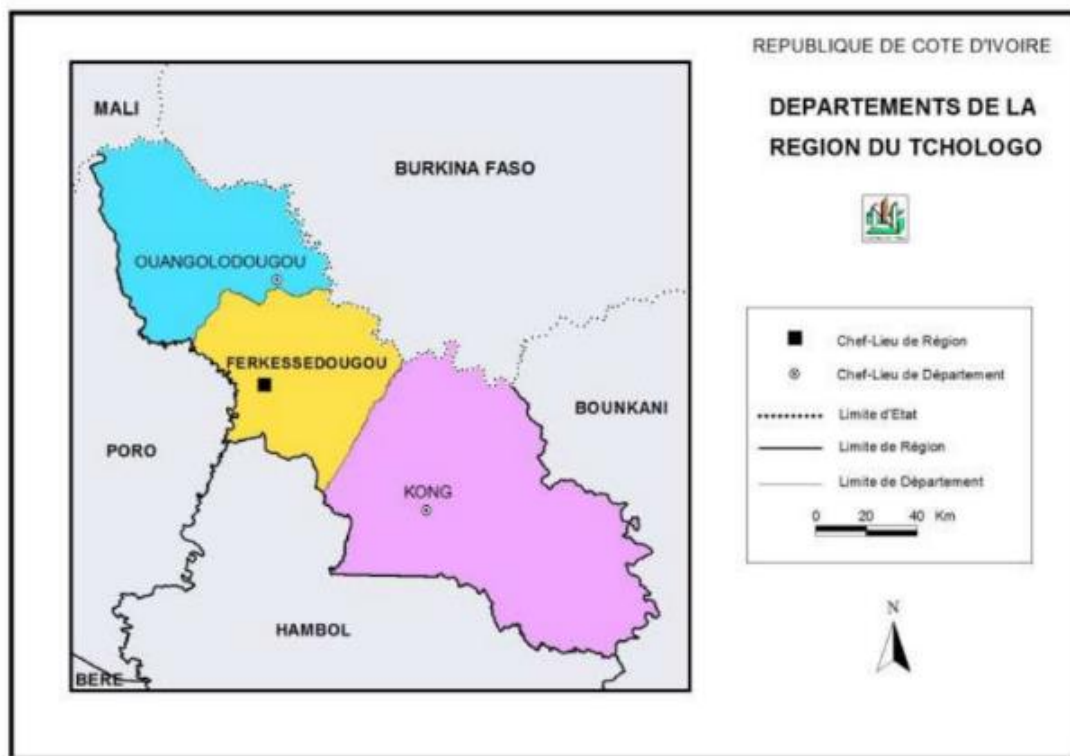 REPUBLIQUE DE COTE D'IVOIRE
DEPARTEMENTS DE LA
REGION DU TCHOLOGO
MALI
BURKINA FASO
OUANGOLODOUGOU
FERKESSEDOUGOU
BOUNKANI
PORO
KONG
HAMBOL
BERE
Chef-Lieu de Région
Chef-Lieu de Département
Limite d'Etat
Limite de Région
Limite de Département
0 20 40 Km
N